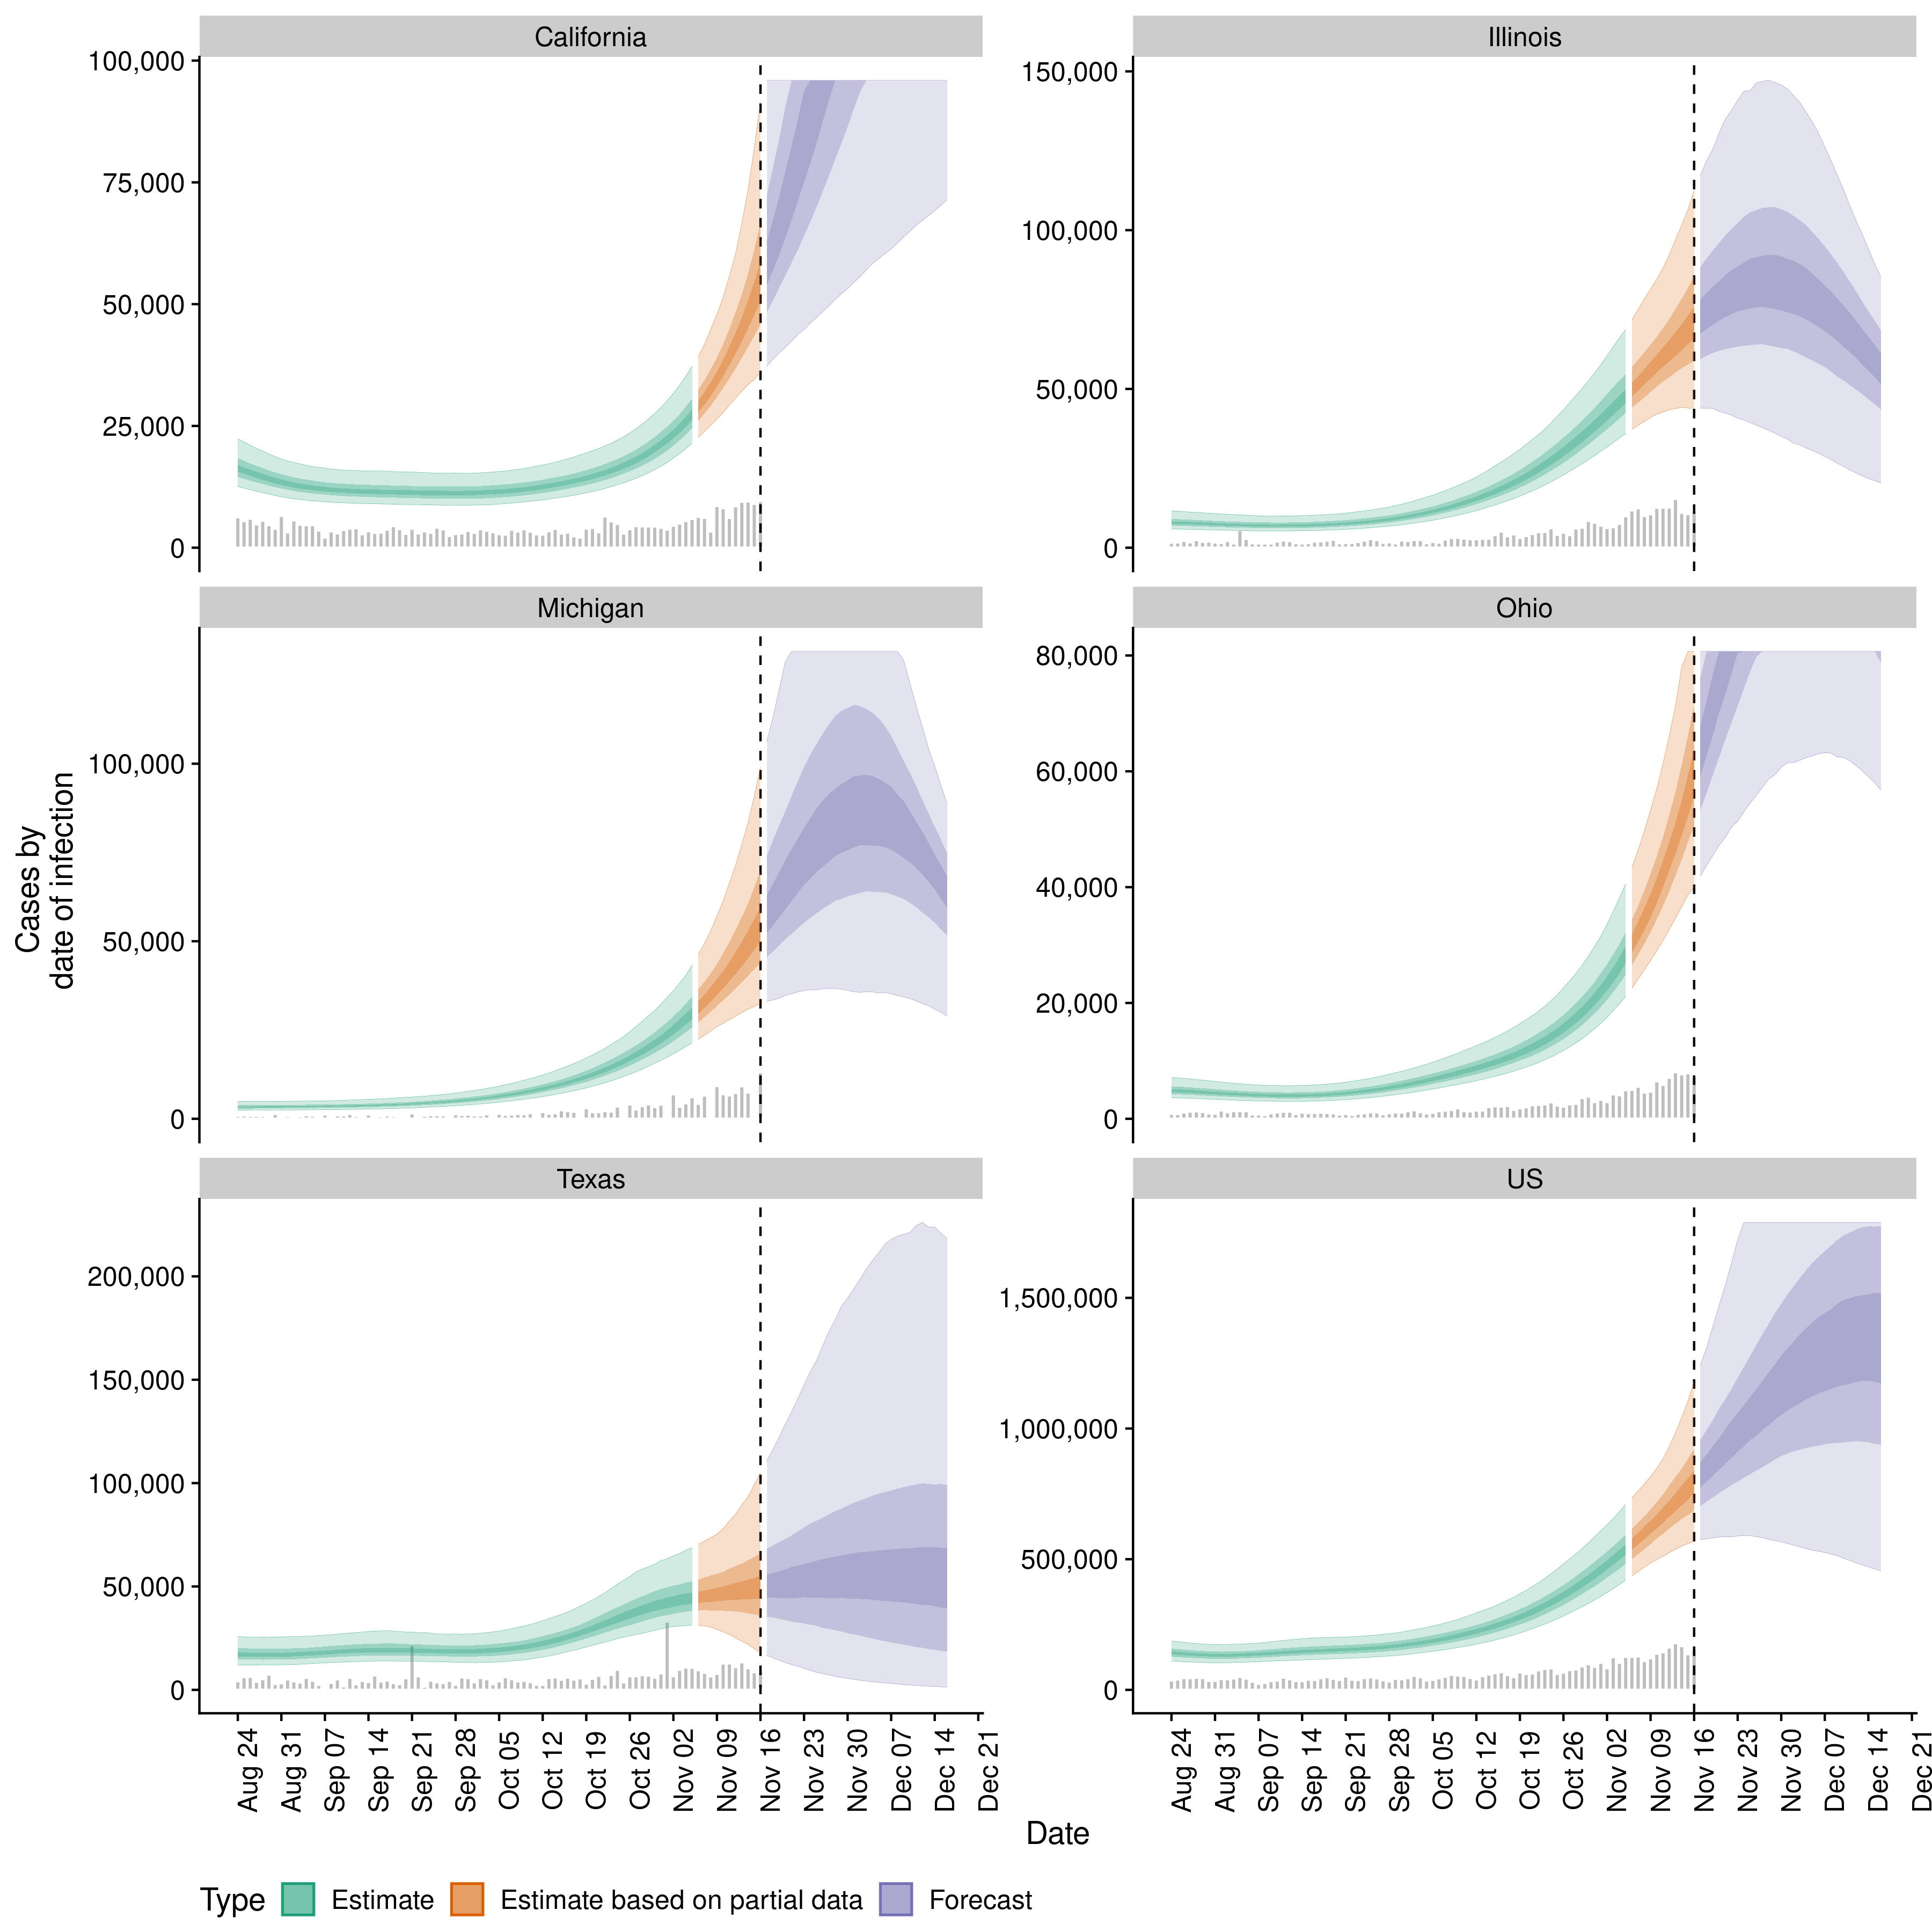 California
Illinois
100,000
75,000
50,000
25,000
0
150,000
100,000
50,000
0
Michigan
Ohio
100,000
50,000
0
80,000
60,000
40,000
20,000
0
Cases by
date of infection
Texas
US
200,000
150,000
100,000
50,000
0
1,500,000
1,000,000
500,000
0
Aug 24
Aug 31
Sep 07
Sep 14
Sep 21
Sep 28
Oct 05
Oct 12
Oct 19
Oct 26
Nov 02
Nov 09
Nov 16
Nov 23
Nov 30
Dec 07
Dec 14
Dec 21
Aug 24
Aug 31
Sep 07
Sep 14
Sep 21
Sep 28
Oct 05
Oct 12
Oct 19
Oct 26
Nov 02
Nov 09
Nov 16
Nov 23
Nov 30
Dec 07
Dec 14
Dec 21
Date
Type Estimate Estimate based on partial data Forecast